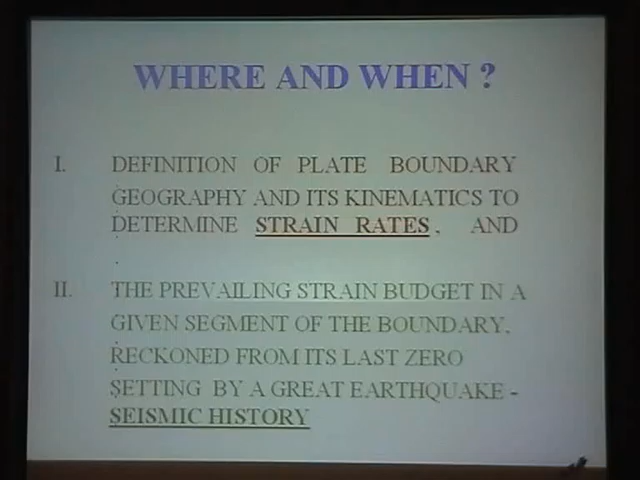 WHERE AND WHEN ?
I. DEFINITION OF PLATE BOUNDARY
GEOGRAPHY AND ITS KINEMATICS TO
DETERMINE STRAIN RATES. AND
II. THE PREVAILING STRAIN BUDGET IN A
GIVEN SEGMENT OF THE BOUNDARY.
RECKONED FROM ITS LAST ZERO
SETTING BY A GREAT EARTHQUAKE -
SEISMIC HISTORY